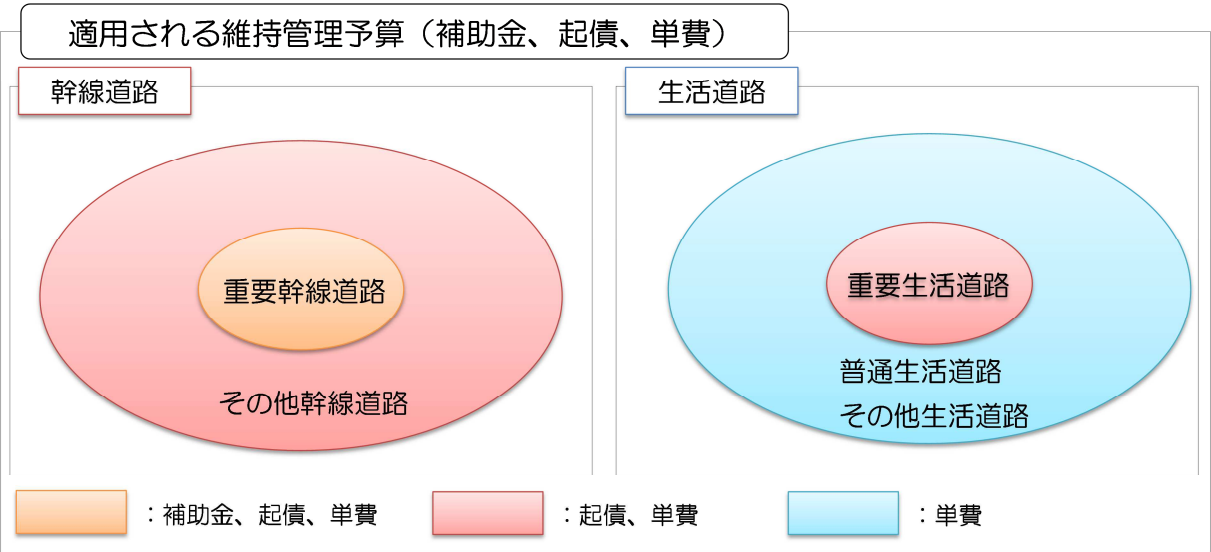 適用される維持管理予算（補助金、起債、単費）
幹線道路
重要幹線道路
その他幹線道路
生活道路
重要生活道路
普通生活道路
その他生活道路
：補助金、起債、単費
：起債、単費
：単費